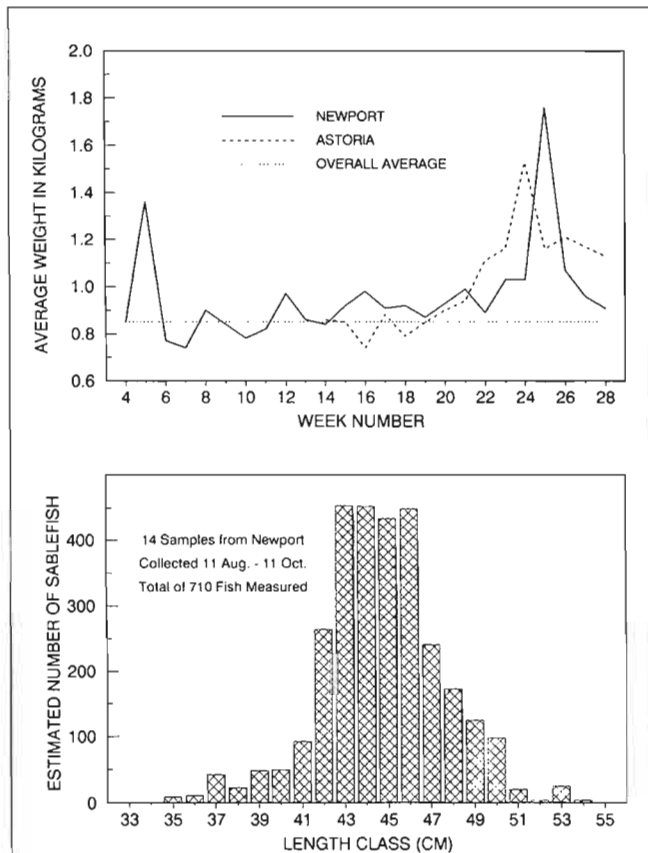 AVERAGE WEIGHT IN KILOGRAMS
2.0
1.8
1.6
1.4
1.2
1.0
0.8
0.6
NEWPORT
ASTORIA
OVERALL AVERAGE
4 6 8 10 12 14 16 18 20 22 24 26 28
WEEK NUMBER
ESTIMATED NUMBER OF SABLEFISH
400
300
200
100
0
14 Samples from Newport
Collected 11 Aug. - 11 Oct.
Total of 710 Fish Measured
33 35 37 39 41 43 45 47 49 51 53 55
LENGTH CLASS (CM)